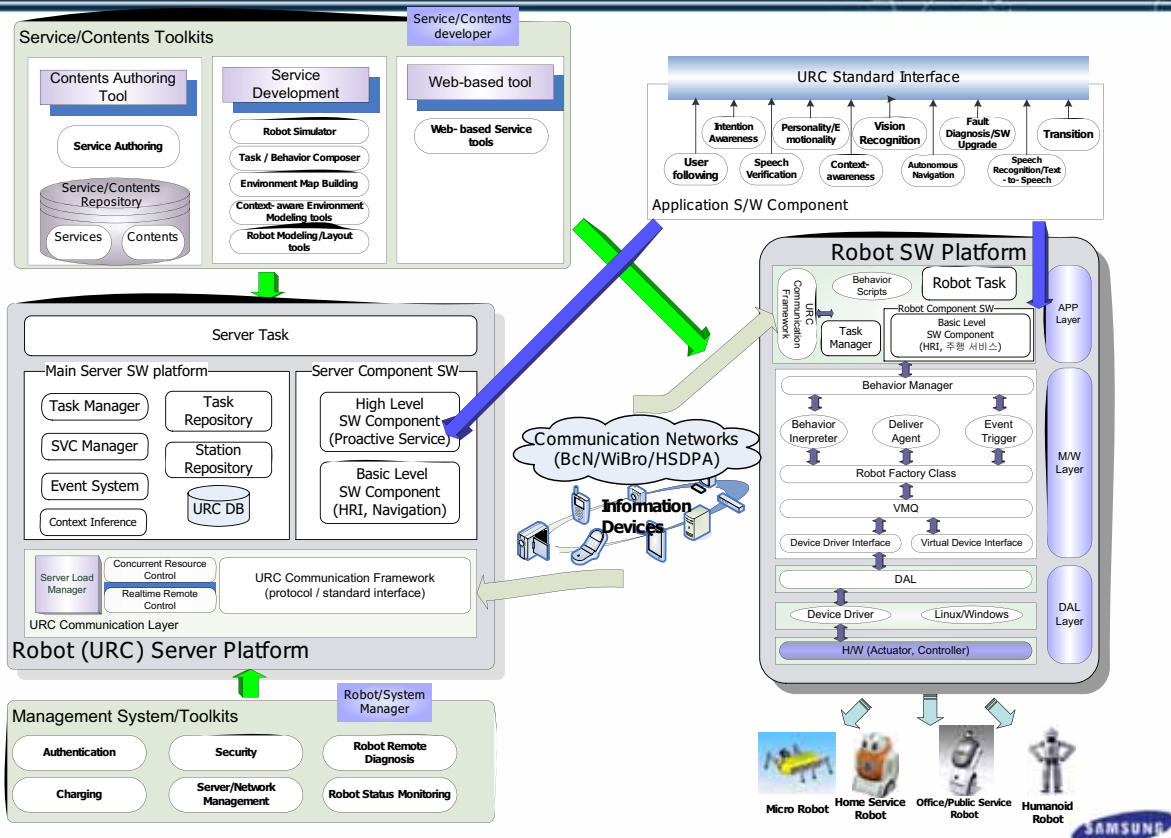 Service/Contents
developer
Service/Contents Toolkits
Contents Authoring
Tool
Service Authoring
Service/Contents
Repository
Services
Contents
Service
Development
Robot Simulator
Task / Behavior Composer
Environment Map Building
Context- aware Environment
Modeling tools
Robot Modeling/Layout
tools
Web-based tool
Web- based Service
tools
URC Standard Interface
Intention
Awareness
Personality/E
motionality
Vision
Recognition
Fault
Diagnosis/SW
Upgrade
Transition
User
following
Speech
Verification
Context-
awareness
Autonomous
Navigation
Speech
Recognition/Text
- to- Speech
Application S/W Component
Server Task
Main Server SW platform
Task Manager
SVC Manager
Event System
Context Inference
Task
Repository
Station
Repository
URC DB
Server Component SW
High Level
SW Component
(Proactive Service)
Basic Level
SW Component
(HRI, Navigation)
Server Load
Manager
Concurrent Resource
Control
Realtime Remote
Control
URC Communication Framework
(protocol / standard interface)
URC Communication Layer
Robot (URC) Server Platform
Communication Networks
(BcN/WiBro/HSDPA)
Information
Devices
Robot SW Platform
URC
Communication
Framework
Behavior
Scripts
Robot Task
Task
Manager
Robot Component SW
Basic Level
SW Component
(HRI, 주행 서비스)
APP
Layer
Behavior Manager
Behavior
Inerpreter
Deliver
Agent
Event
Trigger
Robot Factory Class
VMQ
Device Driver Interface
Virtual Device Interface
M/W
Layer
DAL
Device Driver
Linux/Windows
H/W (Actuator, Controller)
DAL
Layer
Robot/System
Manager
Management System/Toolkits
Authentication
Security
Robot Remote
Diagnosis
Charging
Server/Network
Management
Robot Status Monitoring
Micro Robot
Home Service
Robot
Office/Public Service
Robot
Humanoid
Robot
SAMSUNG